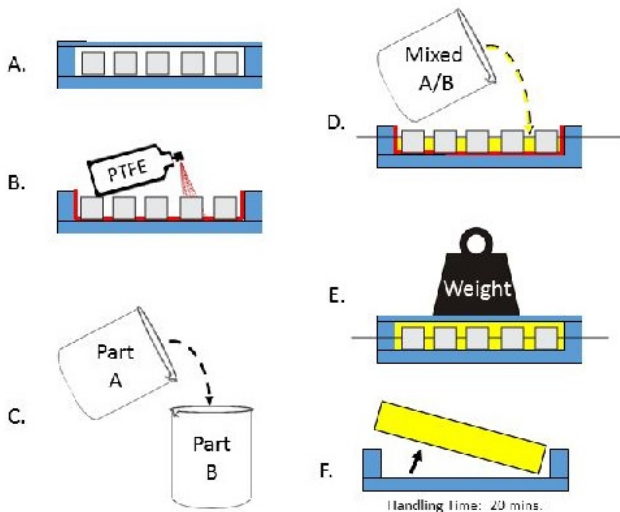 A.
B.
PTFE
C.
Part
A
Part
B
D.
Mixed
A/B
E.
Weight
F.
Handling Time: 20 mins.